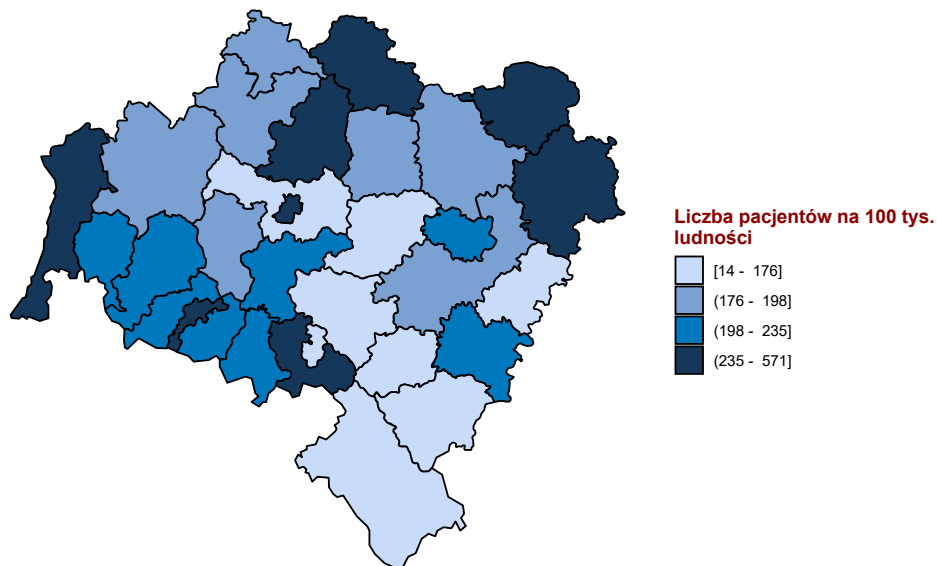 Liczba pacjentów na 100 tys.
ludności
[14 - 176]
(176 - 198]
(198 - 235]
(235 - 571]